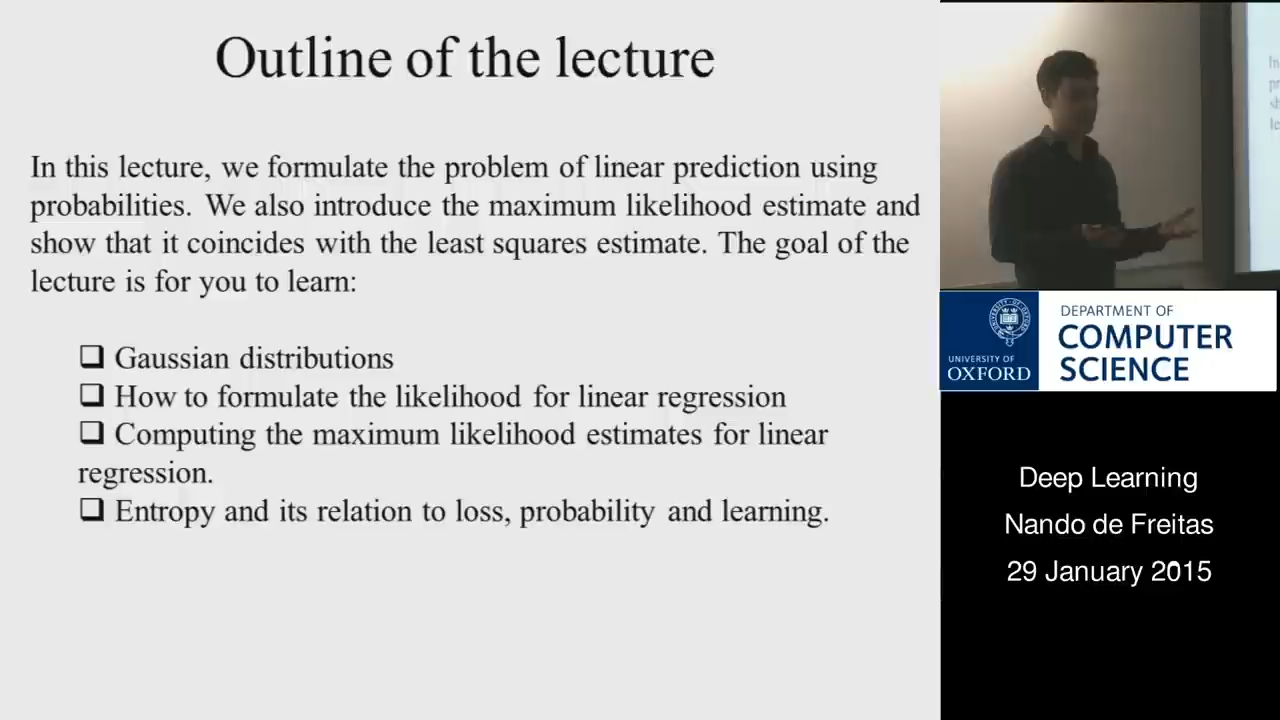 Outline of the lecture
In this lecture, we formulate the problem of linear prediction using
probabilities. We also introduce the maximum likelihood estimate and
show that it coincides with the least squares estimate. The goal of the
lecture is for you to learn:
❑ Gaussian distributions
❑ How to formulate the likelihood for linear regression
❑ Computing the maximum likelihood estimates for linear
regression.
❑ Entropy and its relation to loss, probability and learning.
In
pr
sh
le
UNIVERSITY OF
OXFORD
DEPARTMENT OF
COMPUTER
SCIENCE
Deep Learning
Nando de Freitas
29 January 2015